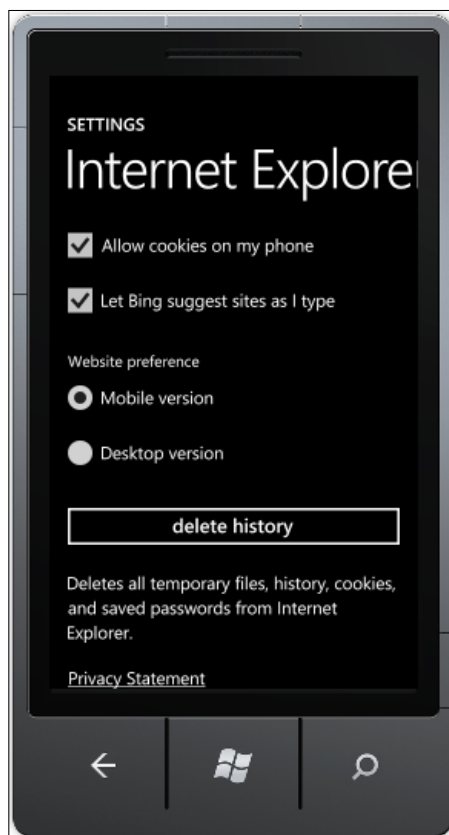 SETTINGS
Internet Explore
Allow cookies on my phone
Let Bing suggest sites as I type
Website preference
Mobile version
Desktop version
delete history
Deletes all temporary files, history, cookies,
and saved passwords from Internet
Explorer.
Privacy Statement